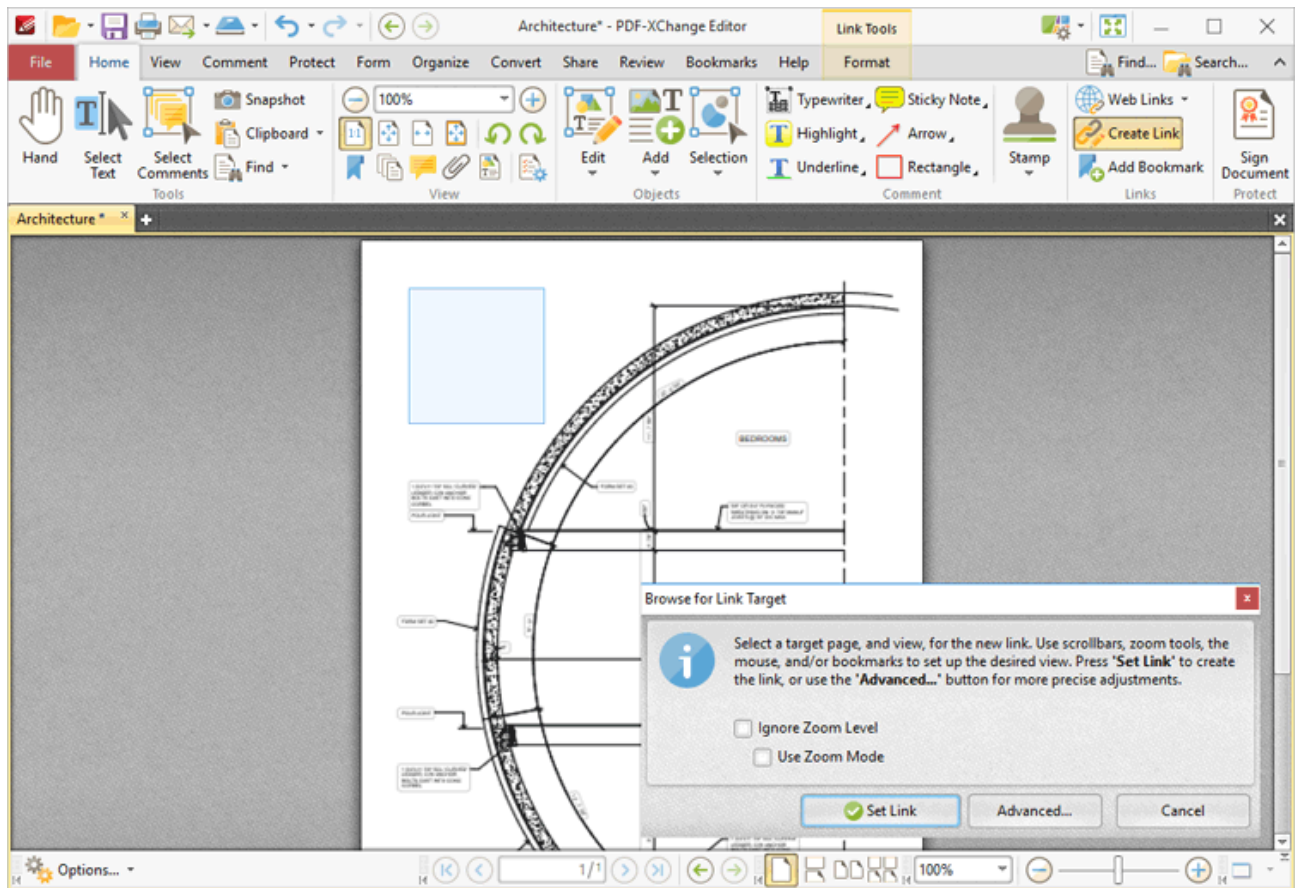 Architecture* - PDF-XChange Editor
Link Tools
File Home View Comment Protect Form Organize Convert Share Review Bookmarks Help Format Find... Search...
Hand
Select Text
Select Comments
Snapshot
Clipboard
Find
Tools
100%
View
Edit
Add
Selection
Objects
Typewriter Sticky Note
Highlight Arrow
Underline Rectangle
Stamp
Comment
Web Links
Create Link
Add Bookmark
Links
Sign Document
Protect
Architecture *
BEDROOMS
Browse for Link Target
Select a target page, and view, for the new link. Use scrollbars, zoom tools, the
mouse, and/or bookmarks to set up the desired view. Press 'Set Link' to create
the link, or use the 'Advanced...' button for more precise adjustments.
Ignore Zoom Level
Use Zoom Mode
Set Link Advanced... Cancel
Options... 1/1 100%